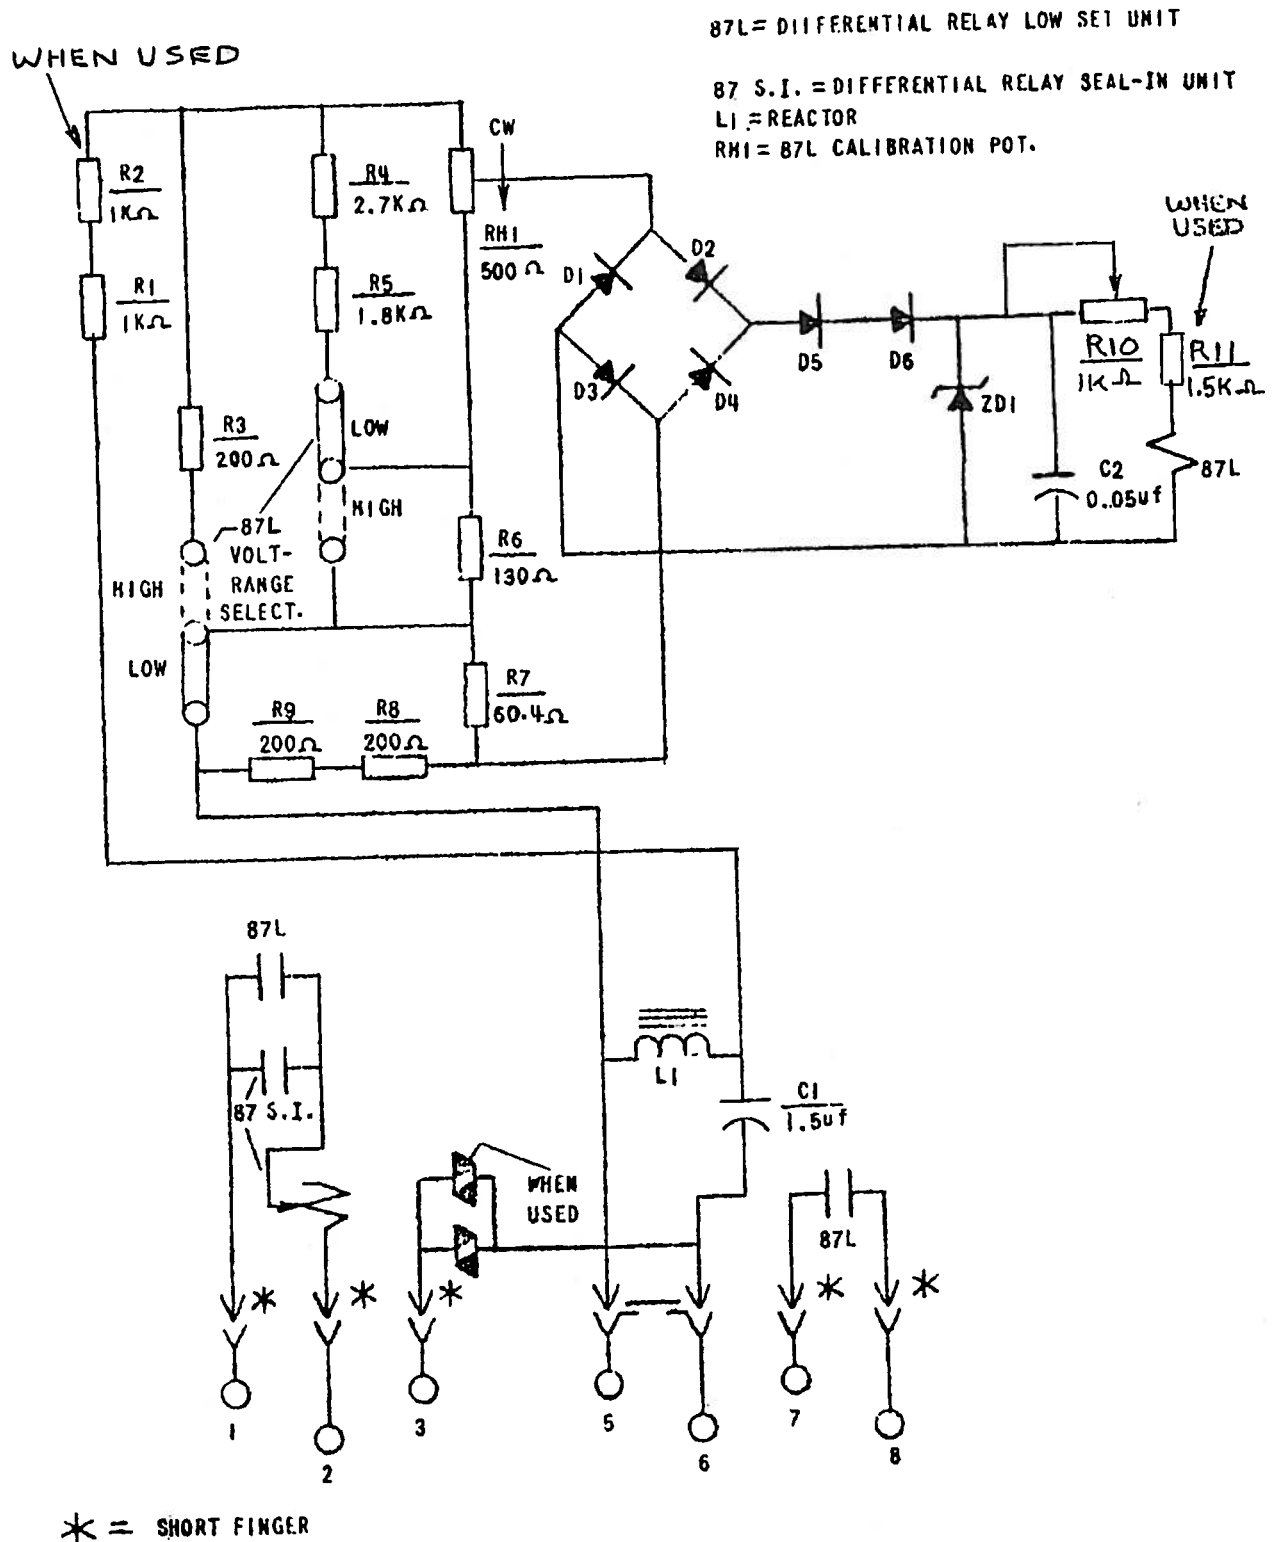 87L= DIIFFERENTIAL RELAY LOW SET UNIT
WHEN USED
87 S.I. = DIFFERENTIAL RELAY SEAL-IN UNIT
L1 = REACTOR
RH1 = 87L CALIBRATION POT.
CW
R2
1KΩ
R4
2.7KΩ
RH1
500Ω
WHEN
USED
D1
D2
R1
1KΩ
R5
1.8KΩ
D5
D6
R10
1KΩ
R11
1.5KΩ
D3
D4
ZD1
R3
200Ω
LOW
HIGH
87L
VOLT-
RANGE
SELECT.
C2
0.05uf
87L
R6
130Ω
HIGH
LOW
R7
60.4Ω
R9
200Ω
R8
200Ω
87L
L1
C1
1.5uf
87 S.I.
WHEN
USED
87L
* * * * *
1
2
3
5
6
7
8
* = SHORT FINGER